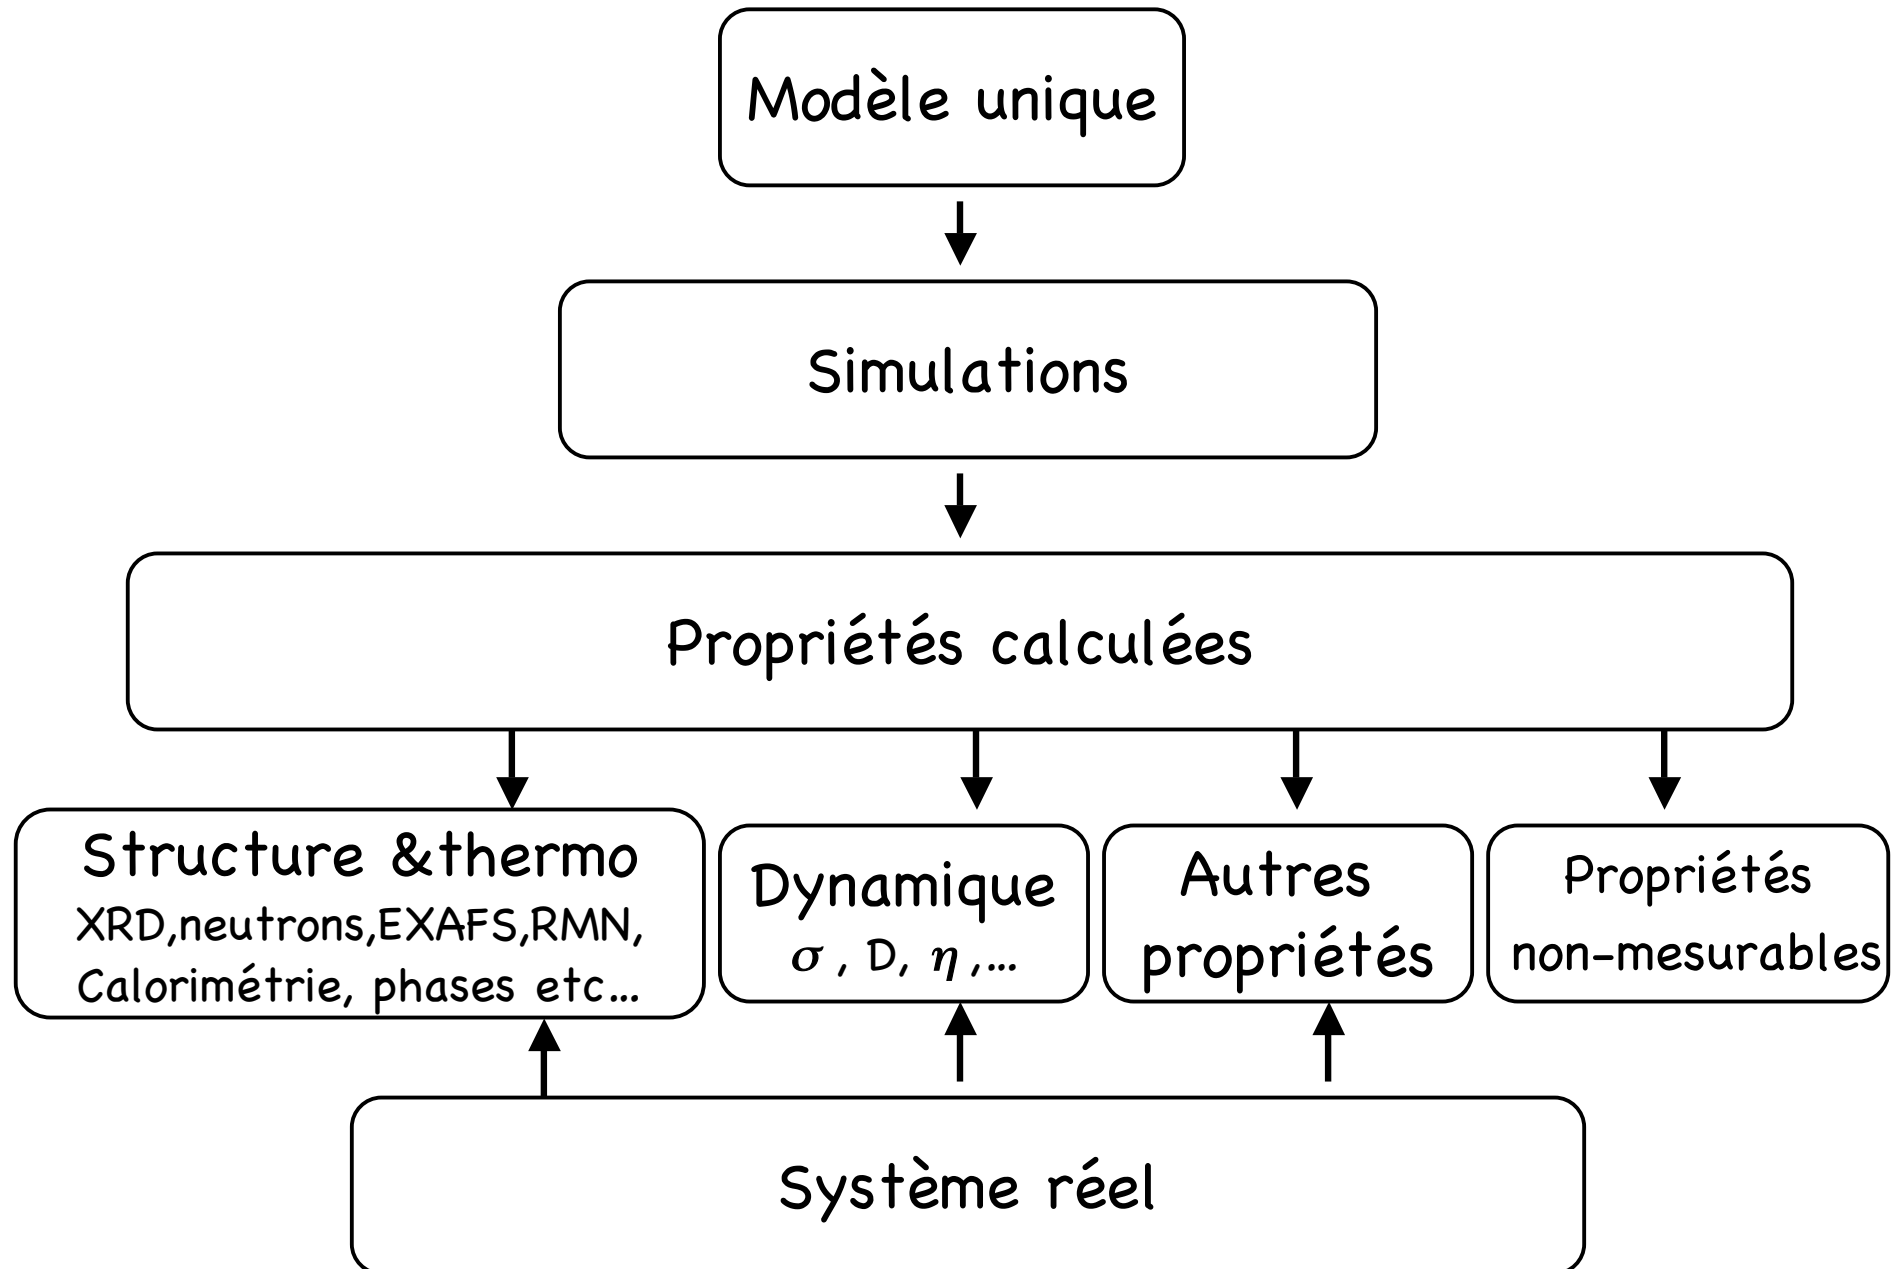 Modèle unique
Simulations
Propriétés calculées
Structure &thermo
XRD,neutrons,EXAFS,RMN,
Calorimétrie, phases etc…
Dynamique
σ , D, η ,…
Autres
propriétés
Propriétés
non-mesurables
Système réel